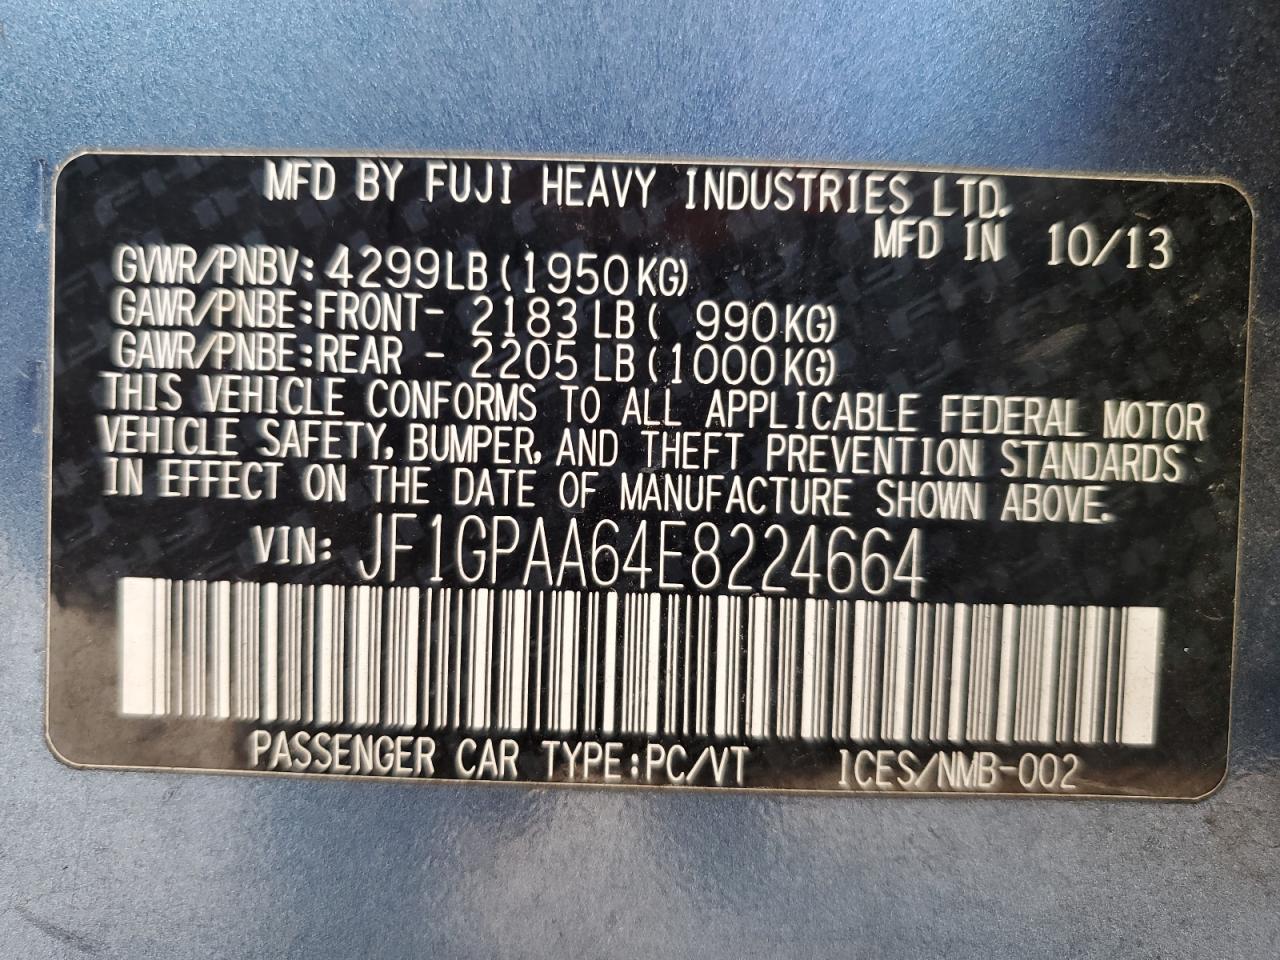 MFD BY FUJI HEAVY INDUSTRIES LTD.
MFD IN 10/13
GVWR/PNBV: 4299LB (1950KG)
GAWR/PNBE:FRONT- 2183 LB ( 990KG)
GAWR/PNBE:REAR - 2205 LB (1000KG)
THIS VEHICLE CONFORMS TO ALL APPLICABLE FEDERAL MOTOR
VEHICLE SAFETY, BUMPER, AND THEFT PREVENTION STANDARDS
IN EFFECT ON THE DATE OF MANUFACTURE SHOWN ABOVE.
VIN: JF1GPAA64E8224664
PASSENGER CAR TYPE:PC/VT ICES/NMB-002